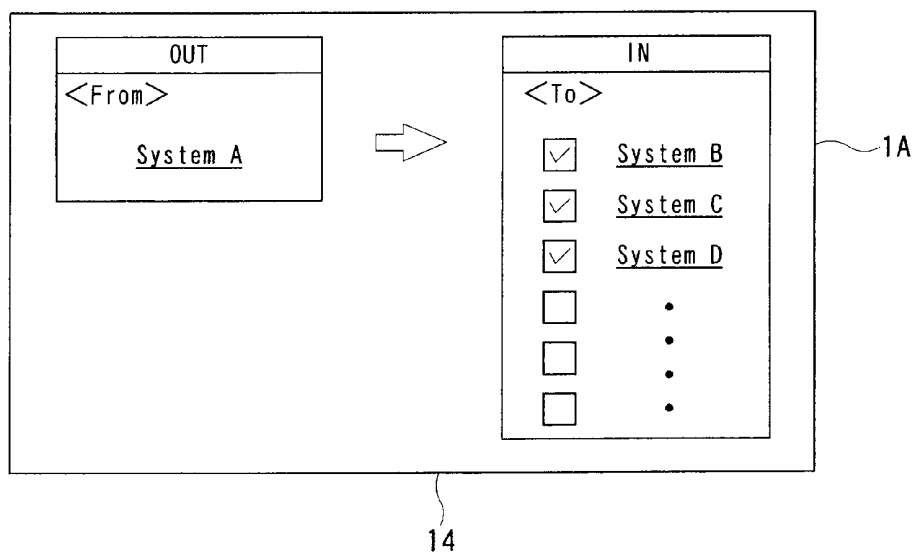 OUT
<From>
System A
IN
<To>
System B
System C
System D
1A
14